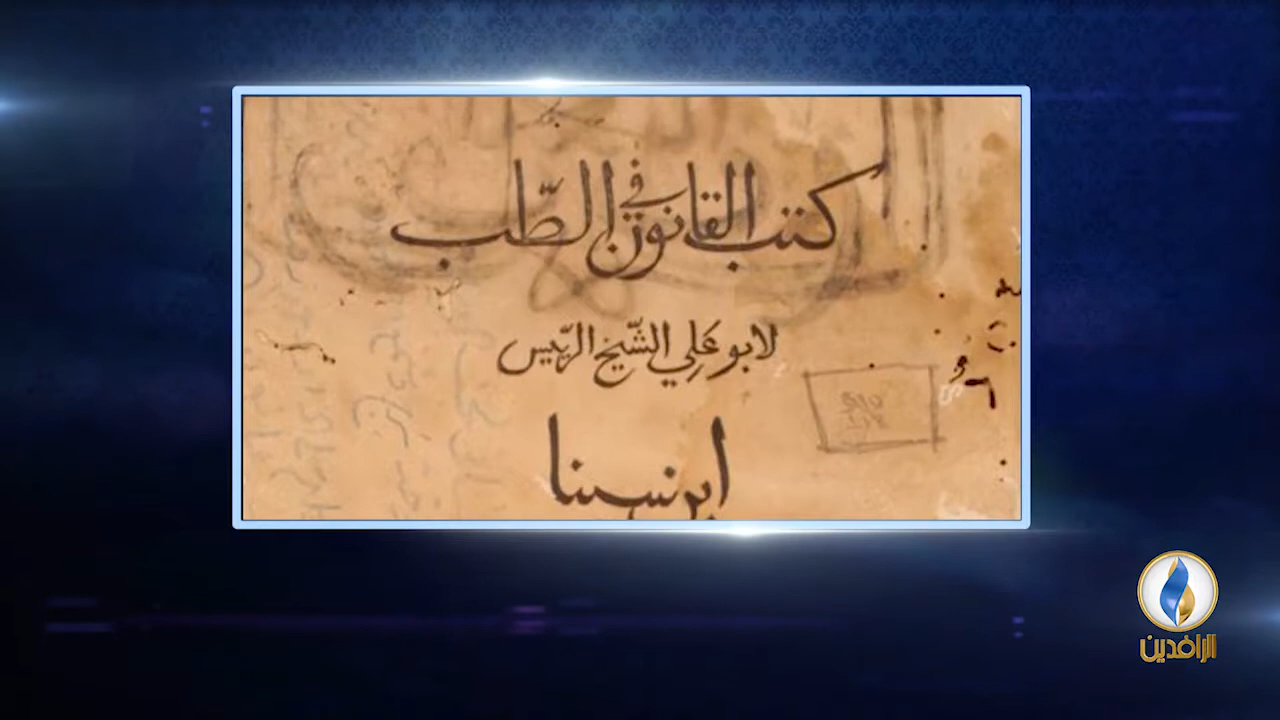 كتب القانون في الطب
لابو علي الشيخ الرئيس
ابن سينا
الرافدين